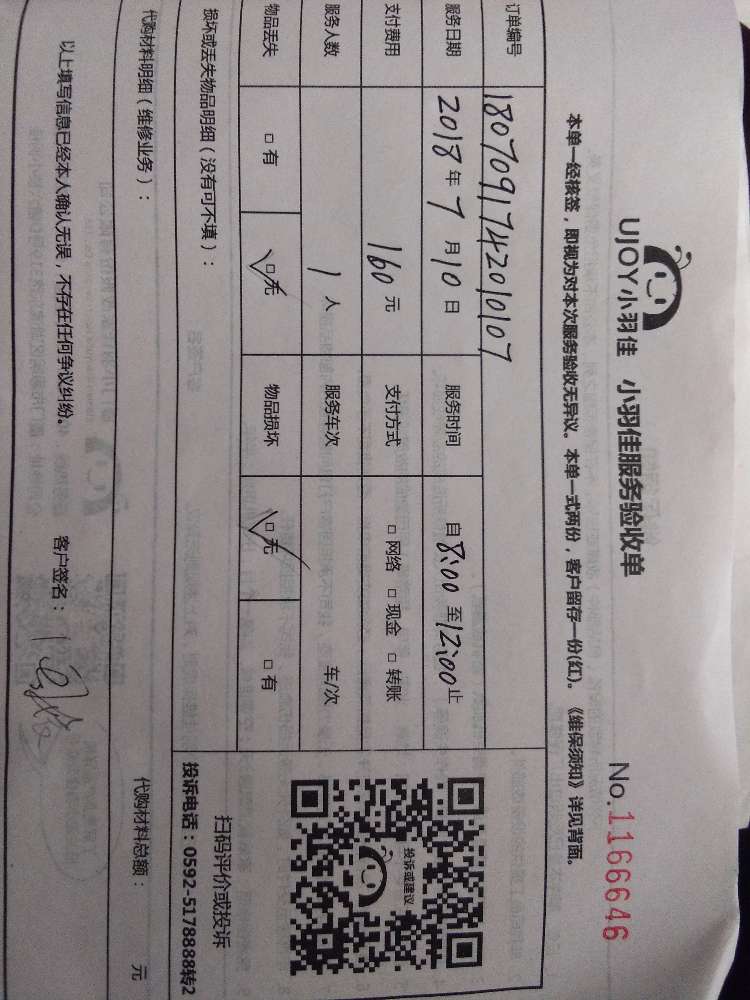 UJOY小羽佳 小羽佳服务验收单
No.1166646
本单一经核签，即视为对本次服务验收无异议。本单一式两份，客户留存一份(红)。《维保须知》详见背面。
订单编号 1807091742010107
服务日期 2018年7月10日 服务时间 自8:00至12:00止
支付费用 160元 支付方式 □网络 □现金 □转账
服务人数 1人 服务车次 车/次
物品丢失 □有 □无 物品损坏 □无 □有
投诉或建议
扫码评价或投诉
投诉电话：0592-5178888转2
损坏或丢失物品明细（没有可不填）：
代购材料明细（维修业务）： 代购材料总额： 元
以上填写信息已经本人确认无误，不存在任何争议纠纷。 客户签名：